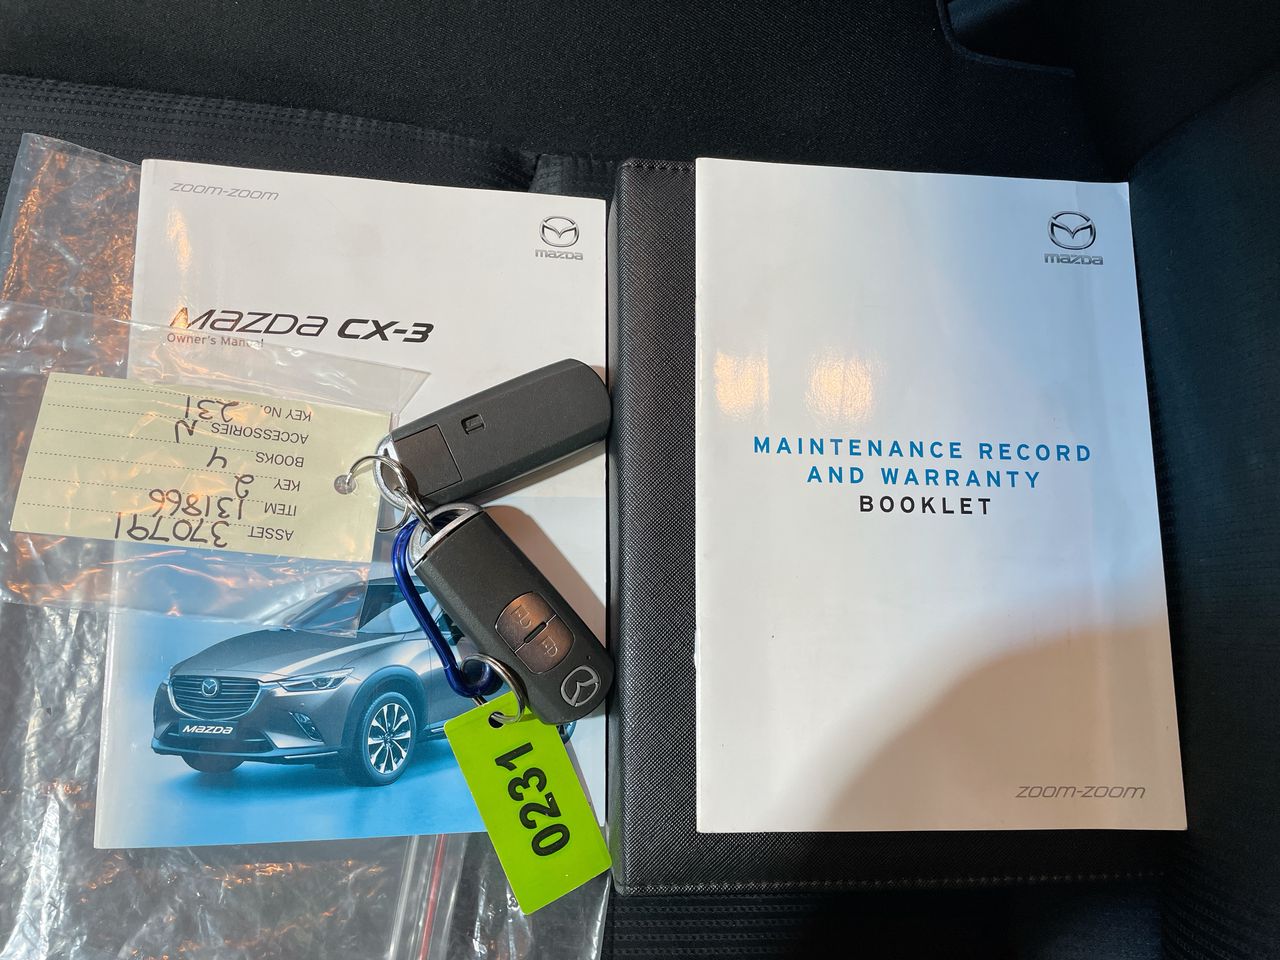 zoom-zoom
mazda
mazda CX-3
Owner's Manual
ASSET 370791
ITEM 131866
KEY 2
BOOKS 4
ACCESSORIES N
KEY No. 231
mazda
0231
mazda
MAINTENANCE RECORD
AND WARRANTY
BOOKLET
zoom-zoom